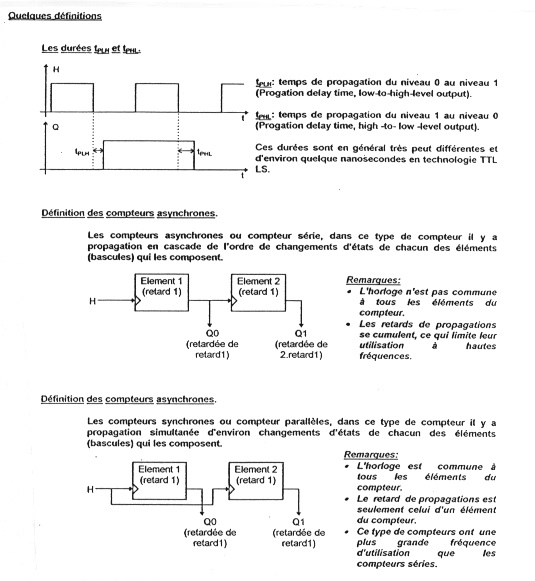 Quelques définitions
Les durées tPLH et tPHL:
H
t
Q
tPLH
tPHL
t
tPLH: temps de propagation du niveau 0 au niveau 1
(Progation delay time, low-to-high-level output).
tPHL: temps de propagation du niveau 1 au niveau 0
(Progation delay time, high -to- low -level output).
Ces durées sont en général très peut différentes et
d'environ quelque nanosecondes en technologie TTL
LS.
Définition des compteurs asynchrones.
Les compteurs asynchrones ou compteur série, dans ce type de compteur il y a
propagation en cascade de l'ordre de changements d'états de chacun des éléments
(bascules) qui les composent.
H
Element 1
(retard 1)
Element 2
(retard 1)
Q0
(retardée de
retard1)
Q1
(retardée de
2.retard1)
Remarques:
• L'horloge n'est pas commune
à tous les éléments du
compteur.
• Les retards de propagations
se cumulent, ce qui limite leur
utilisation à hautes
fréquences.
Définition des compteurs asynchrones.
Les compteurs synchrones ou compteur parallèles, dans ce type de compteur il y a
propagation simultanée d'environ changements d'états de chacun des éléments
(bascules) qui les composent.
H
Element 1
(retard 1)
Element 2
(retard 1)
Q0
(retardée de
retard1)
Q1
(retardée de
retard1)
Remarques:
• L'horloge est commune à
tous les éléments du
compteur.
• Le retard de propagations est
seulement celui d'un élément
du compteur.
• Ce type de compteurs ont une
plus grande fréquence
d'utilisation que les
compteurs séries.